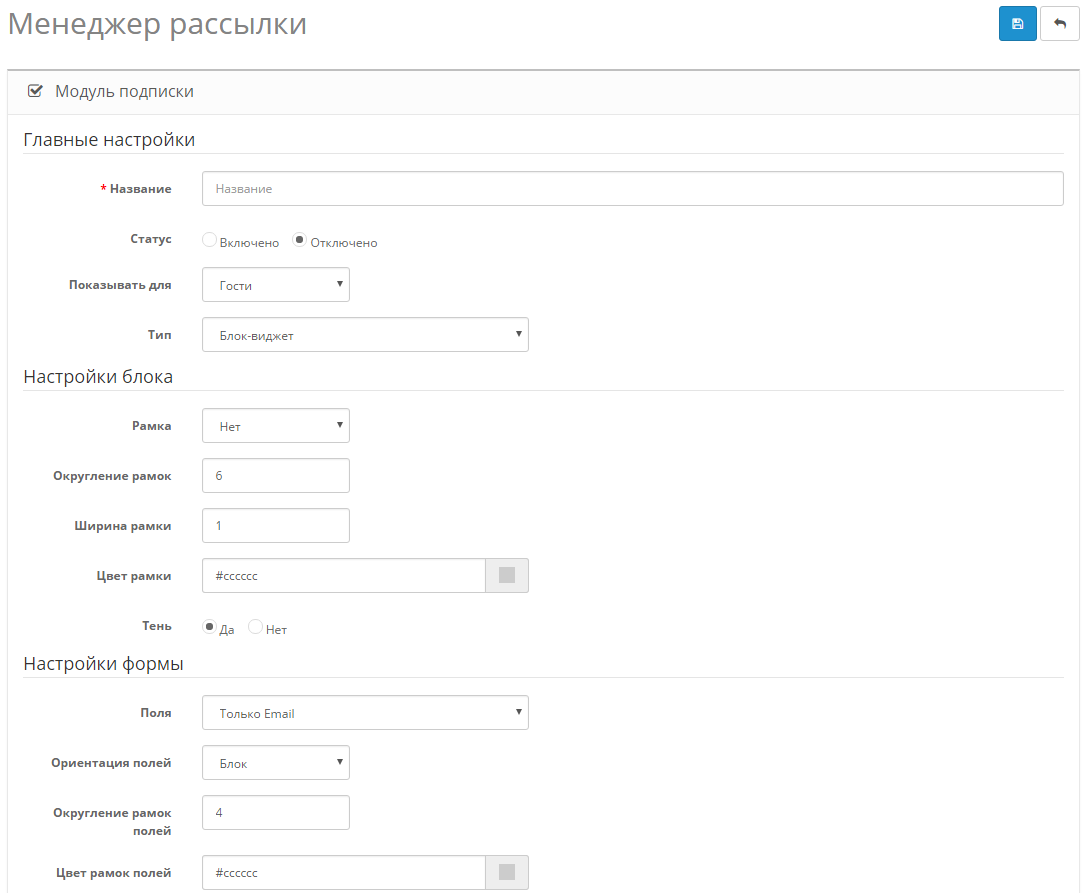 Менеджер рассылки
Модуль подписки
Главные настройки
* Название Название
Статус Включено Отключено
Показывать для Гости
Тип Блок-виджет
Настройки блока
Рамка Нет
Округление рамок 6
Ширина рамки 1
Цвет рамки #cccccc
Тень Да Нет
Настройки формы
Поля Только Email
Ориентация полей Блок
Округление рамок
полей 4
Цвет рамок полей #cccccc